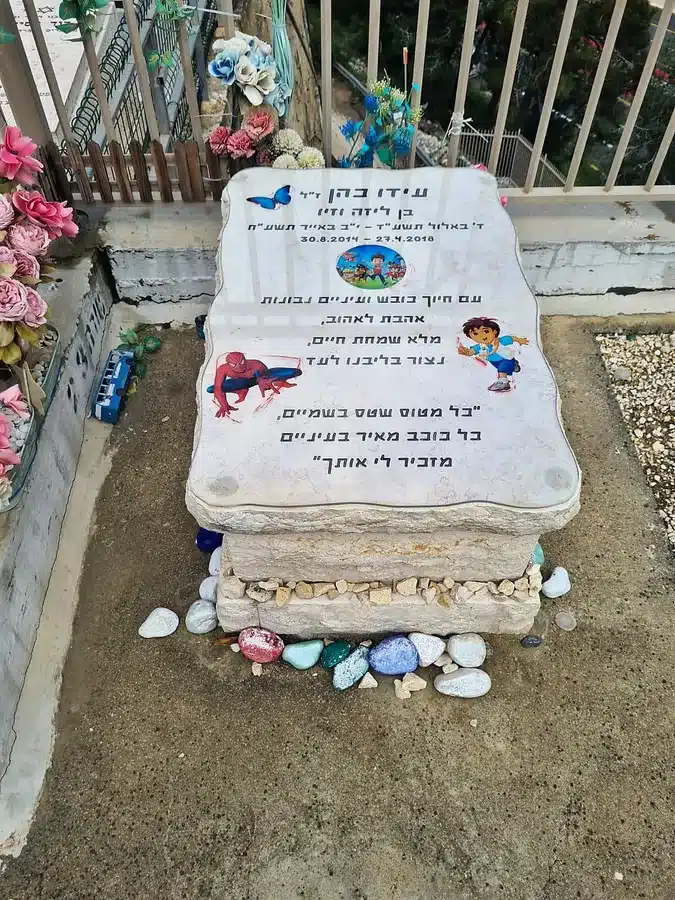 עידו כהן ז"ל
בן ליזה וזיו
ד' באלול תשע"ד – י"ב באייר תשע"ח
30.8.2014 – 27.4.2018
עם חיוך כובש ועיניים נבונות
אהבת לאהוב,
מלא שמחת חיים,
נצור בליבנו לעד
"כל מטוס שטס בשמיים,
כל כוכב מאיר בעיניים
מזכיר לי אותך"